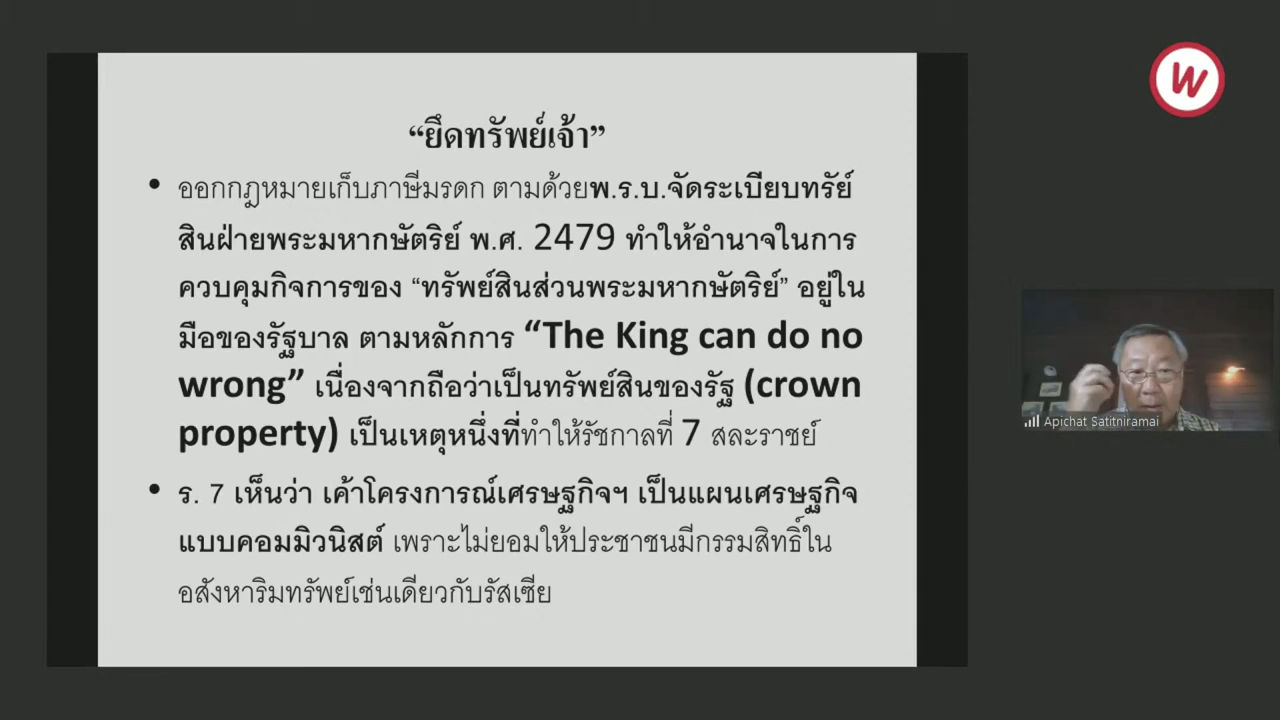 “ยึดทรัพย์เจ้า”
• ออกกฎหมายเก็บภาษีมรดก ตามด้วยพ.ร.บ.จัดระเบียบทรัย์
สินฝ่ายพระมหากษัตริย์ พ.ศ. 2479 ทำให้อำนาจในการ
ควบคุมกิจการของ “ทรัพย์สินส่วนพระมหากษัตริย์” อยู่ใน
มือของรัฐบาล ตามหลักการ “The King can do no
wrong” เนื่องจากถือว่าเป็นทรัพย์สินของรัฐ (crown
property) เป็นเหตุหนึ่งที่ทำให้รัชกาลที่ 7 สละราชย์
• ร. 7 เห็นว่า เค้าโครงการณ์เศรษฐกิจฯ เป็นแผนเศรษฐกิจ
แบบคอมมิวนิสต์ เพราะไม่ยอมให้ประชาชนมีกรรมสิทธิ์ใน
อสังหาริมทรัพย์เช่นเดียวกับรัสเซีย
W
Apichat Satitniramai